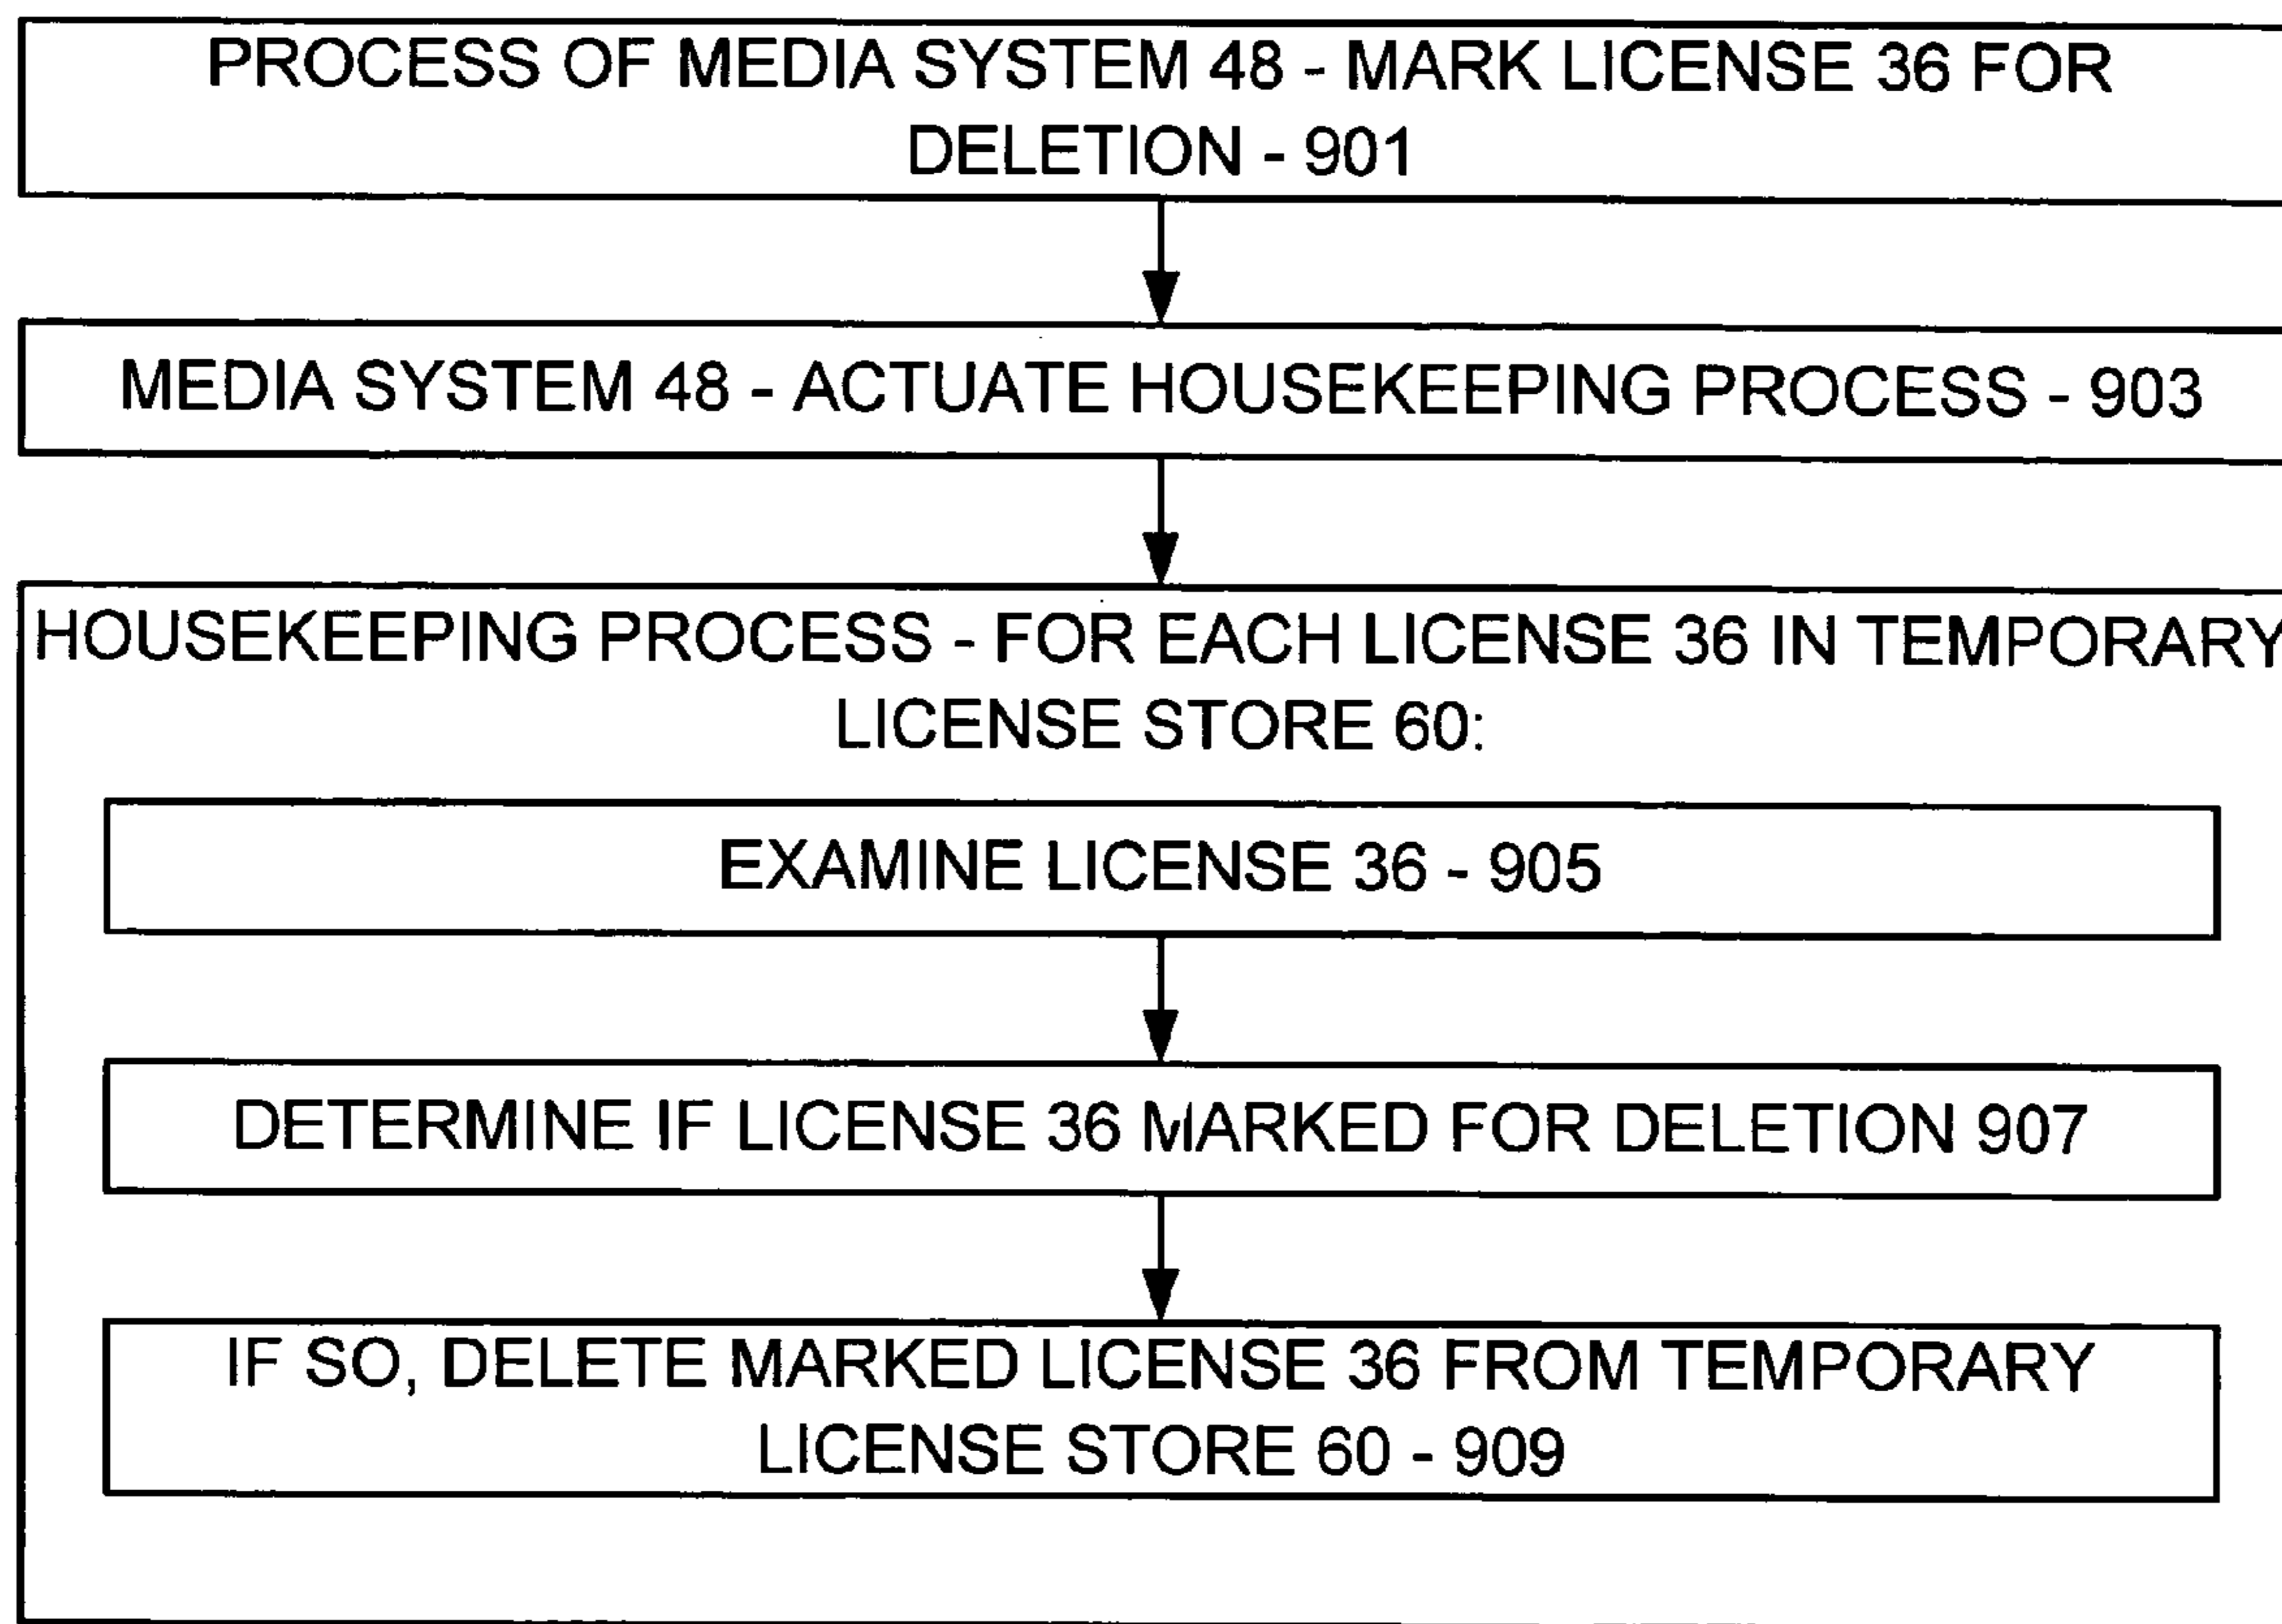 PROCESS OF MEDIA SYSTEM 48 - MARK LICENSE 36 FOR
DELETION - 901
MEDIA SYSTEM 48 - ACTUATE HOUSEKEEPING PROCESS - 903
HOUSEKEEPING PROCESS - FOR EACH LICENSE 36 IN TEMPORARY
LICENSE STORE 60:
EXAMINE LICENSE 36 - 905
DETERMINE IF LICENSE 36 MARKED FOR DELETION 907
IF SO, DELETE MARKED LICENSE 36 FROM TEMPORARY
LICENSE STORE 60 - 909